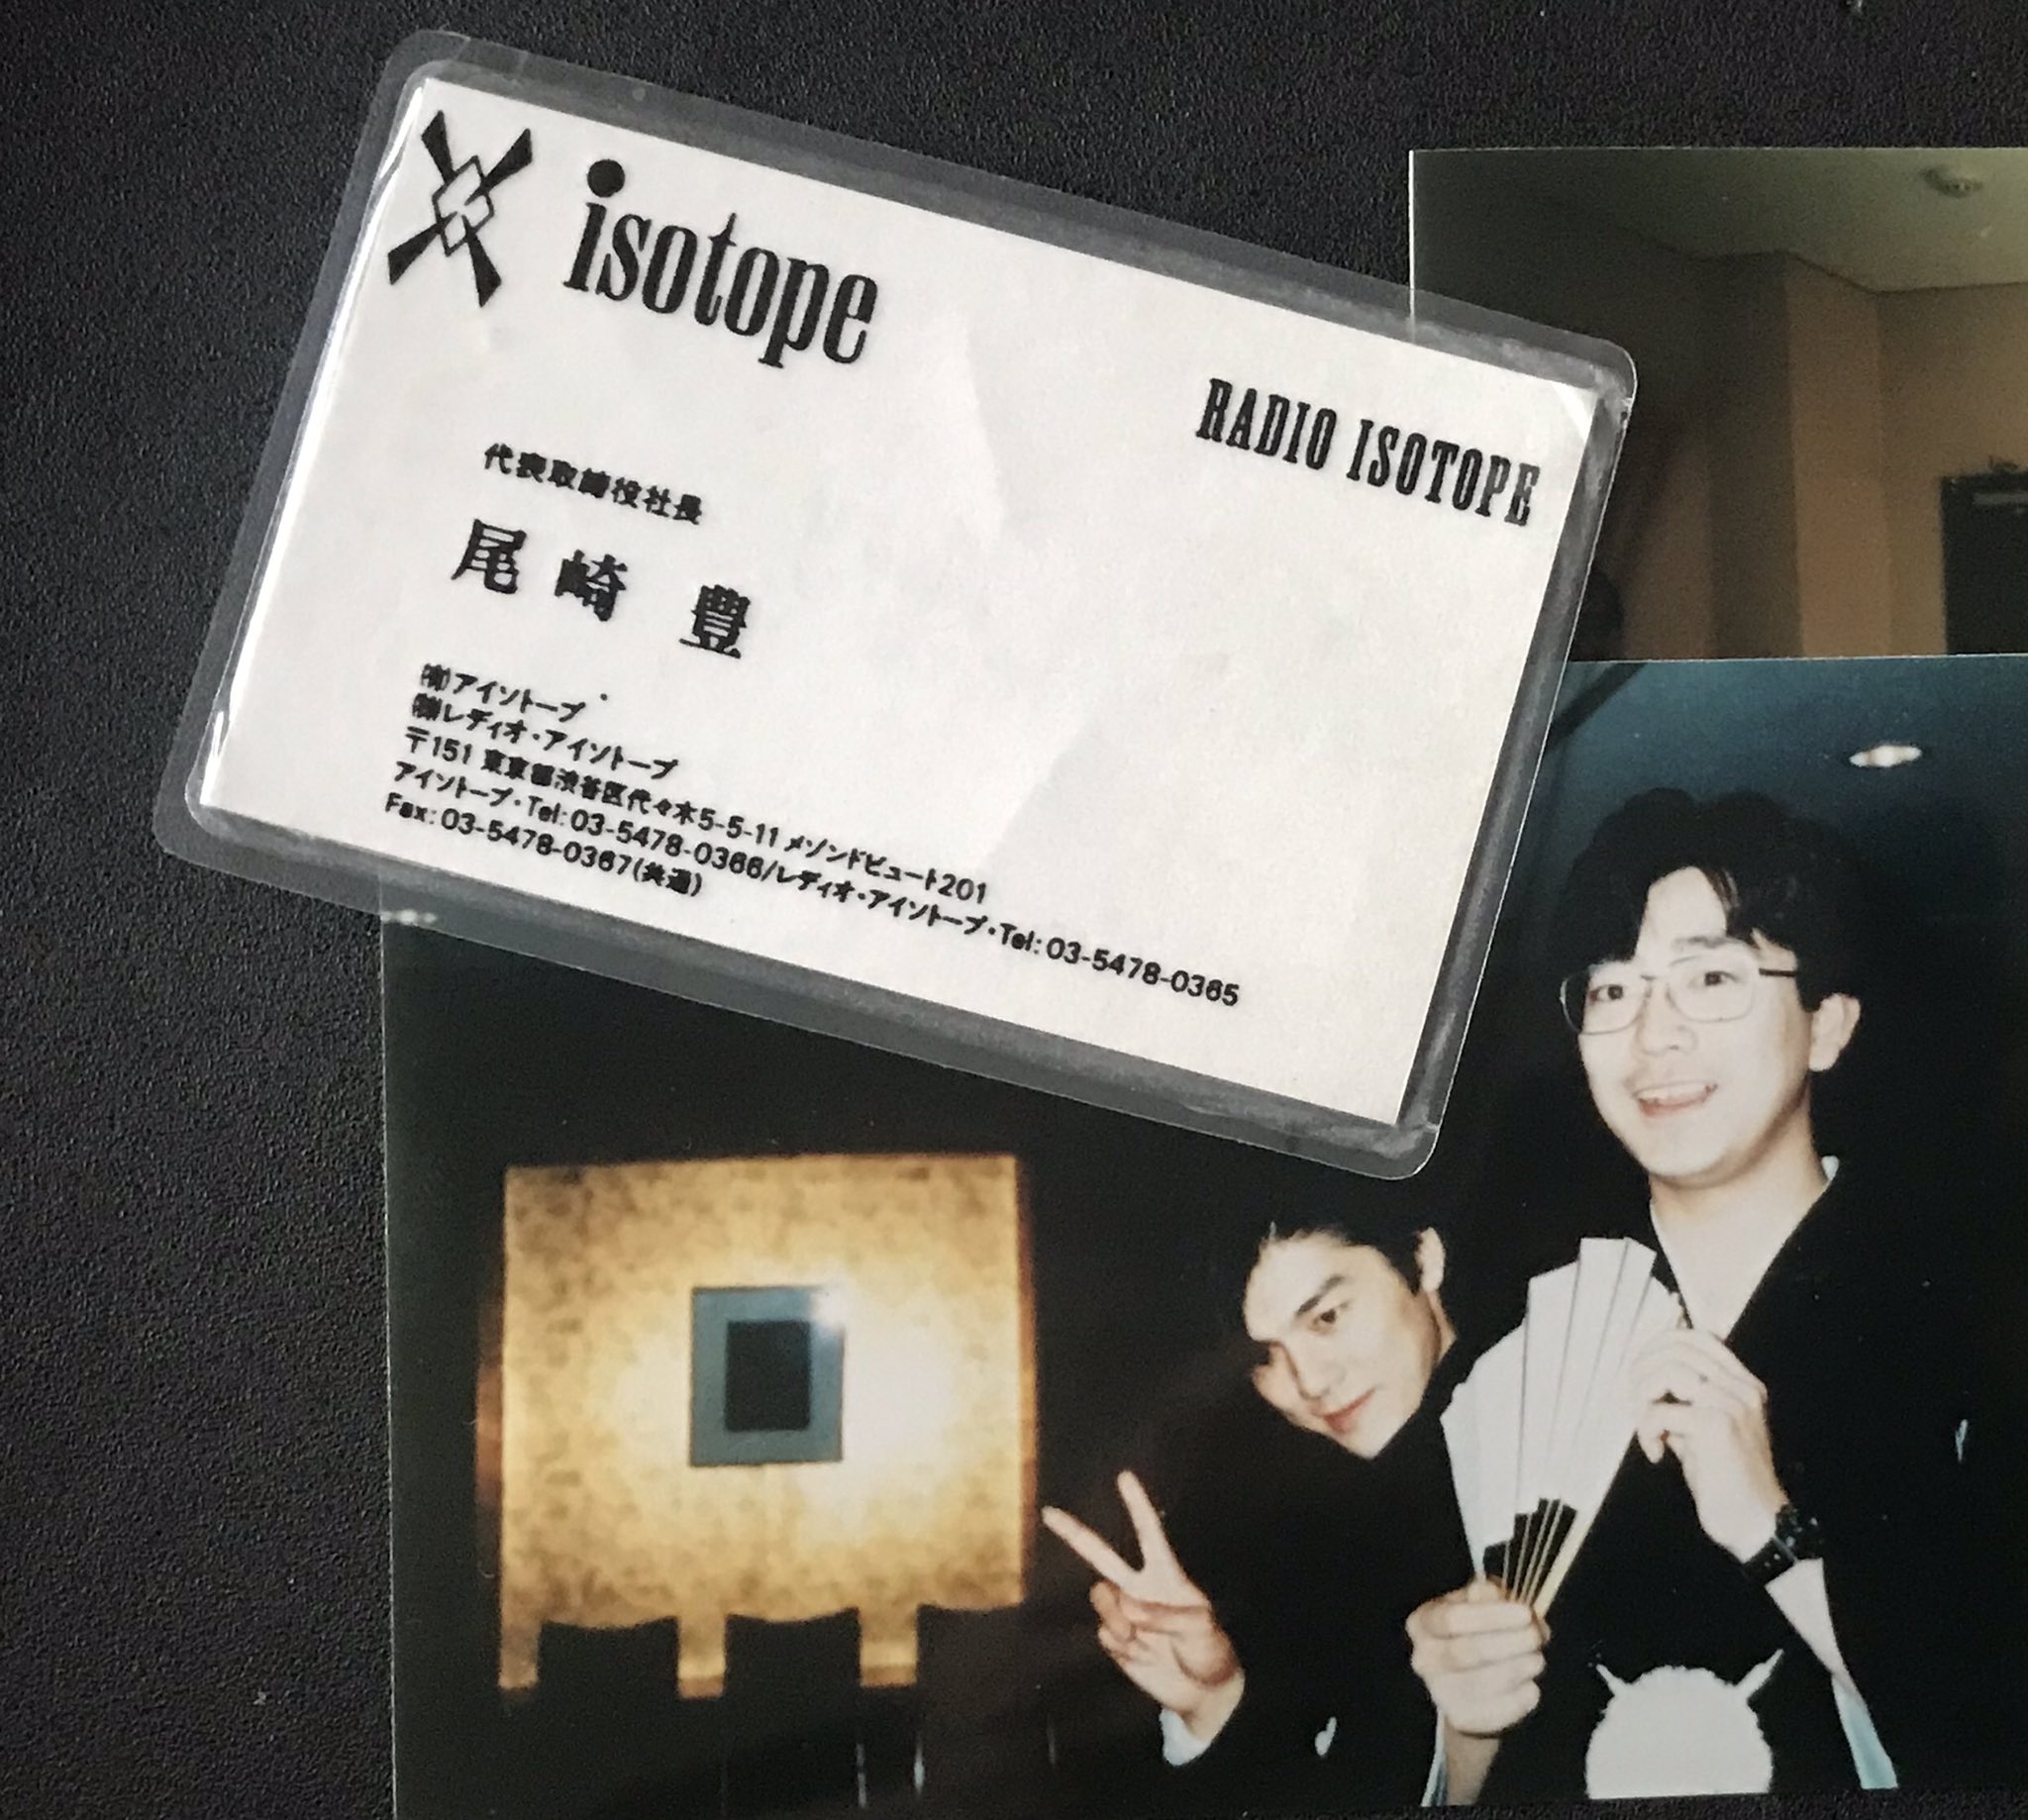 isotope
RADIO ISOTOPE
代表取締役社長
尾崎 豊
㈲アイソトープ
㈱レディオ・アイソトープ
〒151 東京都渋谷区代々木5-5-11 メゾンドビュート201
アイソトープ・Tel: 03-5478-0366/レディオ・アイソトープ・Tel: 03-5478-0365
Fax: 03-5478-0367(共通)